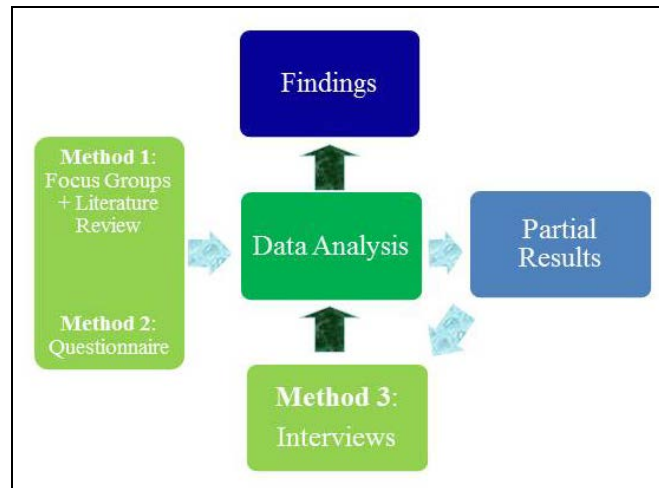 Findings
Method 1:
Focus Groups
+ Literature
Review
Method 2:
Questionnaire
Data Analysis
Partial
Results
Method 3:
Interviews